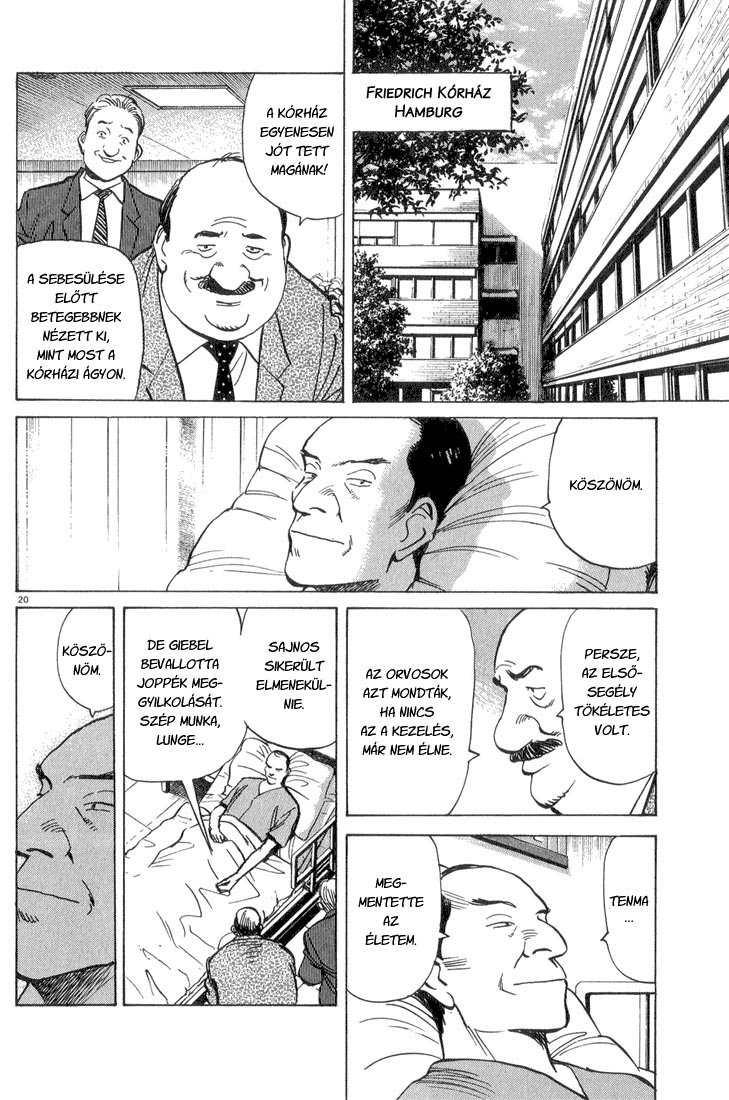 FRIEDRICH KÓRHÁZ
HAMBURG
A KÓRHÁZ
EGYENESEN
JÓT TETT
MAGÁNAK!
A SEBESÜLÉSE
ELŐTT
BETEGEBBNEK
NÉZETT KI,
MINT MOST A
KÓRHÁZI ÁGYON.
KÖSZÖNÖM.
20
PERSZE,
AZ ELSŐ-
SEGÉLY
TÖKÉLETES
VOLT.
AZ ORVOSOK
AZT MONDTÁK,
HA NINCS
AZ A KEZELÉS,
MÁR NEM ÉLNE.
TENMA
...
MEG-
MENTETTE
AZ
ÉLETEM.
SAJNOS
SIKERÜLT
ELMENEKÜL-
NIE.
DE GIEBEL
BEVALLOTTA
JOPPÉK MEG-
GYILKOLÁSÁT.
SZÉP MUNKA,
LUNGE...
KÖSZÖ-
NÖM.